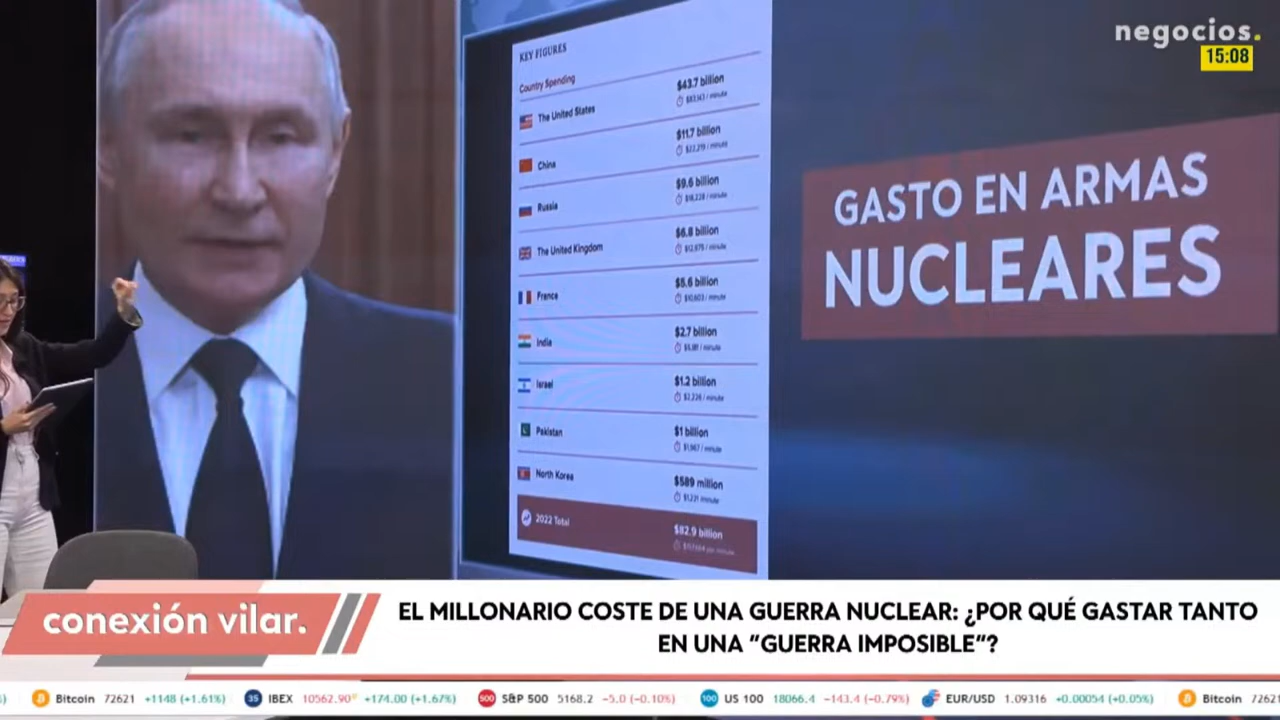 negocios.
15:08
KEY FIGURES
Country Spending
The United States
$43.7 billion
China
$11.7 billion
Russia
$9.6 billion
The United Kingdom
$6.8 billion
France
$5.6 billion
India
$2.7 billion
Israel
$1.2 billion
Pakistan
$1 billion
North Korea
$589 million
2022 Total
$82.9 billion
GASTO EN ARMAS
NUCLEARES
conexión vilar.
EL MILLONARIO COSTE DE UNA GUERRA NUCLEAR: ¿POR QUÉ GASTAR TANTO
EN UNA "GUERRA IMPOSIBLE"?
Bitcoin 72621 +1148 (+1.61%) 35 IBEX 10562.90 +174.00 (+1.67%) 500 S&P 500 5168.2 -5.0 (-0.10%) 100 US 100 18066.4 -143.4 (-0.79%) EUR/USD 1.09316 +0.00054 (+0.05%) Bitcoin